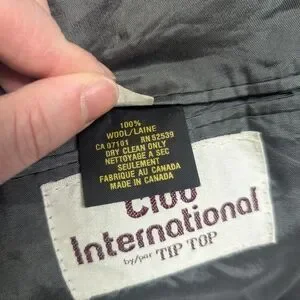 100%
WOOL/LAINE
CA 07101 RN 52539
DRY CLEAN ONLY
NETTOYAGE A SEC
SEULEMENT
FABRIQUE AU CANADA
MADE IN CANADA
Club
International
by/par TIP TOP